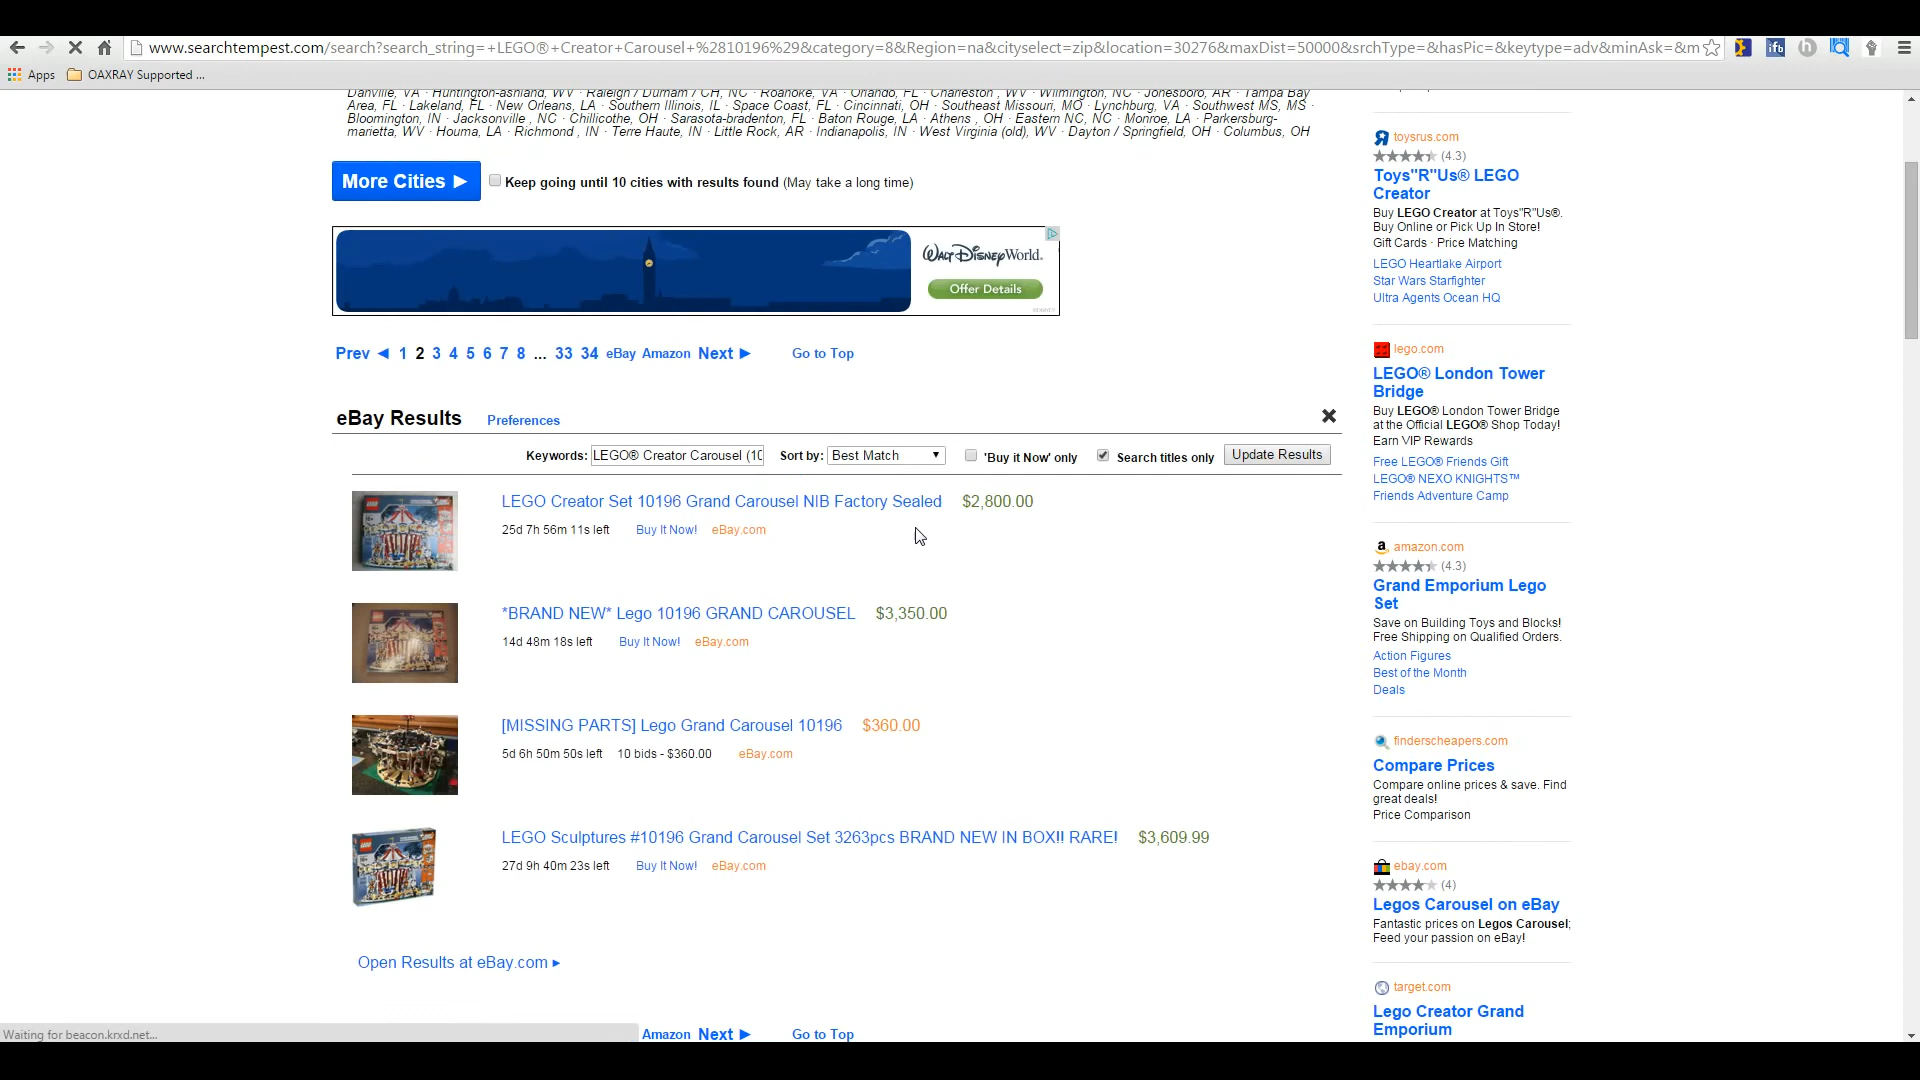 www.searchtempest.com/search?search_string=+LEGO®+Creator+Carousel+%2810196%29&category=8&Region=na&cityselect=zip&location=30276&maxDist=50000&srchType=&hasPic=&keytype=adv&minAsk=&m
Apps OAXRAY Supported ...
Danville, VA · Huntington-ashland, WV · Raleigh / Durham / CH, NC · Roanoke, VA · Orlando, FL · Charleston , WV · Wilmington, NC · Jonesboro, AR · Tampa Bay
Area, FL · Lakeland, FL · New Orleans, LA · Southern Illinois, IL · Space Coast, FL · Cincinnati, OH · Southeast Missouri, MO · Lynchburg, VA · Southwest MS, MS ·
Bloomington, IN · Jacksonville , NC · Chillicothe, OH · Sarasota-bradenton, FL · Baton Rouge, LA · Athens , OH · Eastern NC, NC · Monroe, LA · Parkersburg-
marietta, WV · Houma, LA · Richmond , IN · Terre Haute, IN · Little Rock, AR · Indianapolis, IN · West Virginia (old), WV · Dayton / Springfield, OH · Columbus, OH
More Cities ►
Keep going until 10 cities with results found (May take a long time)
Walt Disney World.
Offer Details
Prev ◄ 1 2 3 4 5 6 7 8 ... 33 34 eBay Amazon Next ► Go to Top
eBay Results Preferences
Keywords: LEGO® Creator Carousel (10 Sort by: Best Match 'Buy it Now' only Search titles only Update Results
LEGO Creator Set 10196 Grand Carousel NIB Factory Sealed $2,800.00
25d 7h 56m 11s left Buy It Now! eBay.com
*BRAND NEW* Lego 10196 GRAND CAROUSEL $3,350.00
14d 48m 18s left Buy It Now! eBay.com
[MISSING PARTS] Lego Grand Carousel 10196 $360.00
5d 6h 50m 50s left 10 bids - $360.00 eBay.com
LEGO Sculptures #10196 Grand Carousel Set 3263pcs BRAND NEW IN BOX!! RARE! $3,609.99
27d 9h 40m 23s left Buy It Now! eBay.com
Open Results at eBay.com ▸
Amazon Next ► Go to Top
Waiting for beacon.krxd.net...
toysrus.com
(4.3)
Toys"R"Us® LEGO
Creator
Buy LEGO Creator at Toys"R"Us®.
Buy Online or Pick Up In Store!
Gift Cards · Price Matching
LEGO Heartlake Airport
Star Wars Starfighter
Ultra Agents Ocean HQ
lego.com
LEGO® London Tower
Bridge
Buy LEGO® London Tower Bridge
at the Official LEGO® Shop Today!
Earn VIP Rewards
Free LEGO® Friends Gift
LEGO® NEXO KNIGHTS™
Friends Adventure Camp
amazon.com
(4.3)
Grand Emporium Lego
Set
Save on Building Toys and Blocks!
Free Shipping on Qualified Orders.
Action Figures
Best of the Month
Deals
finderscheapers.com
Compare Prices
Compare online prices & save. Find
great deals!
Price Comparison
ebay.com
(4)
Legos Carousel on eBay
Fantastic prices on Legos Carousel;
Feed your passion on eBay!
target.com
Lego Creator Grand
Emporium